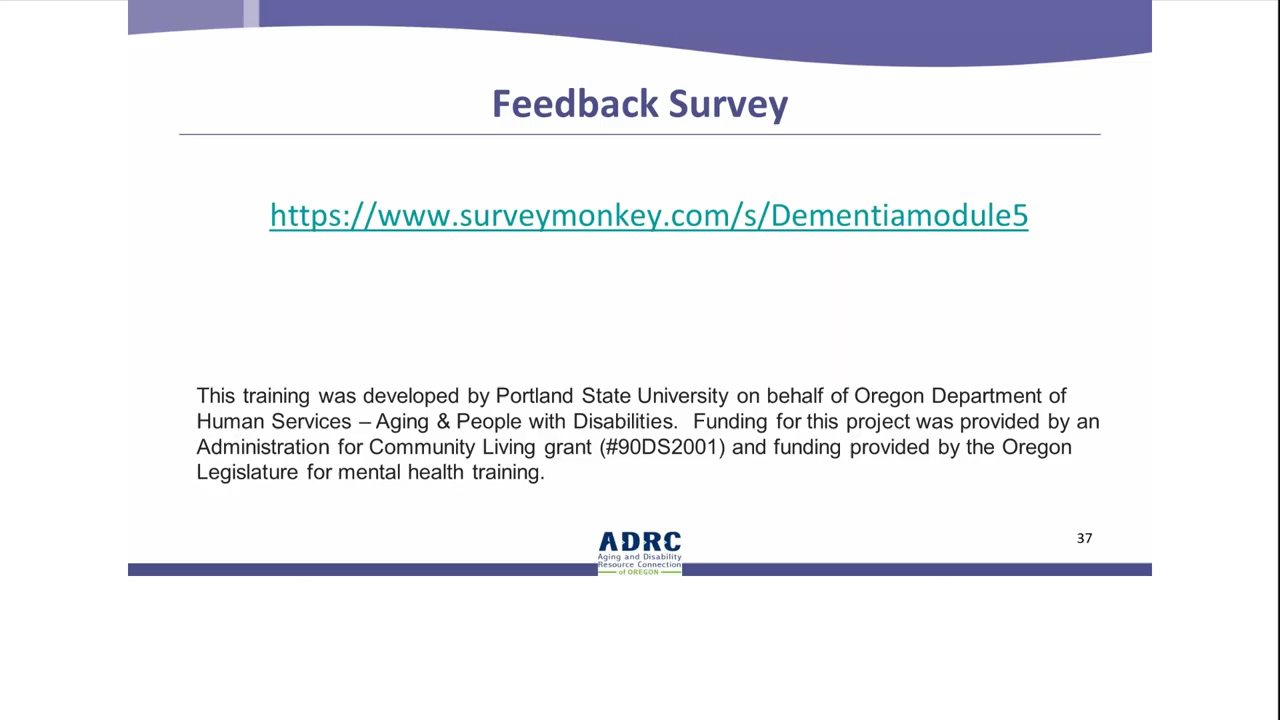 Feedback Survey
https://www.surveymonkey.com/s/Dementiamodule5
This training was developed by Portland State University on behalf of Oregon Department of
Human Services – Aging & People with Disabilities.  Funding for this project was provided by an
Administration for Community Living grant (#90DS2001) and funding provided by the Oregon
Legislature for mental health training.
ADRC
Aging and Disability
Resource Connection
of OREGON
37